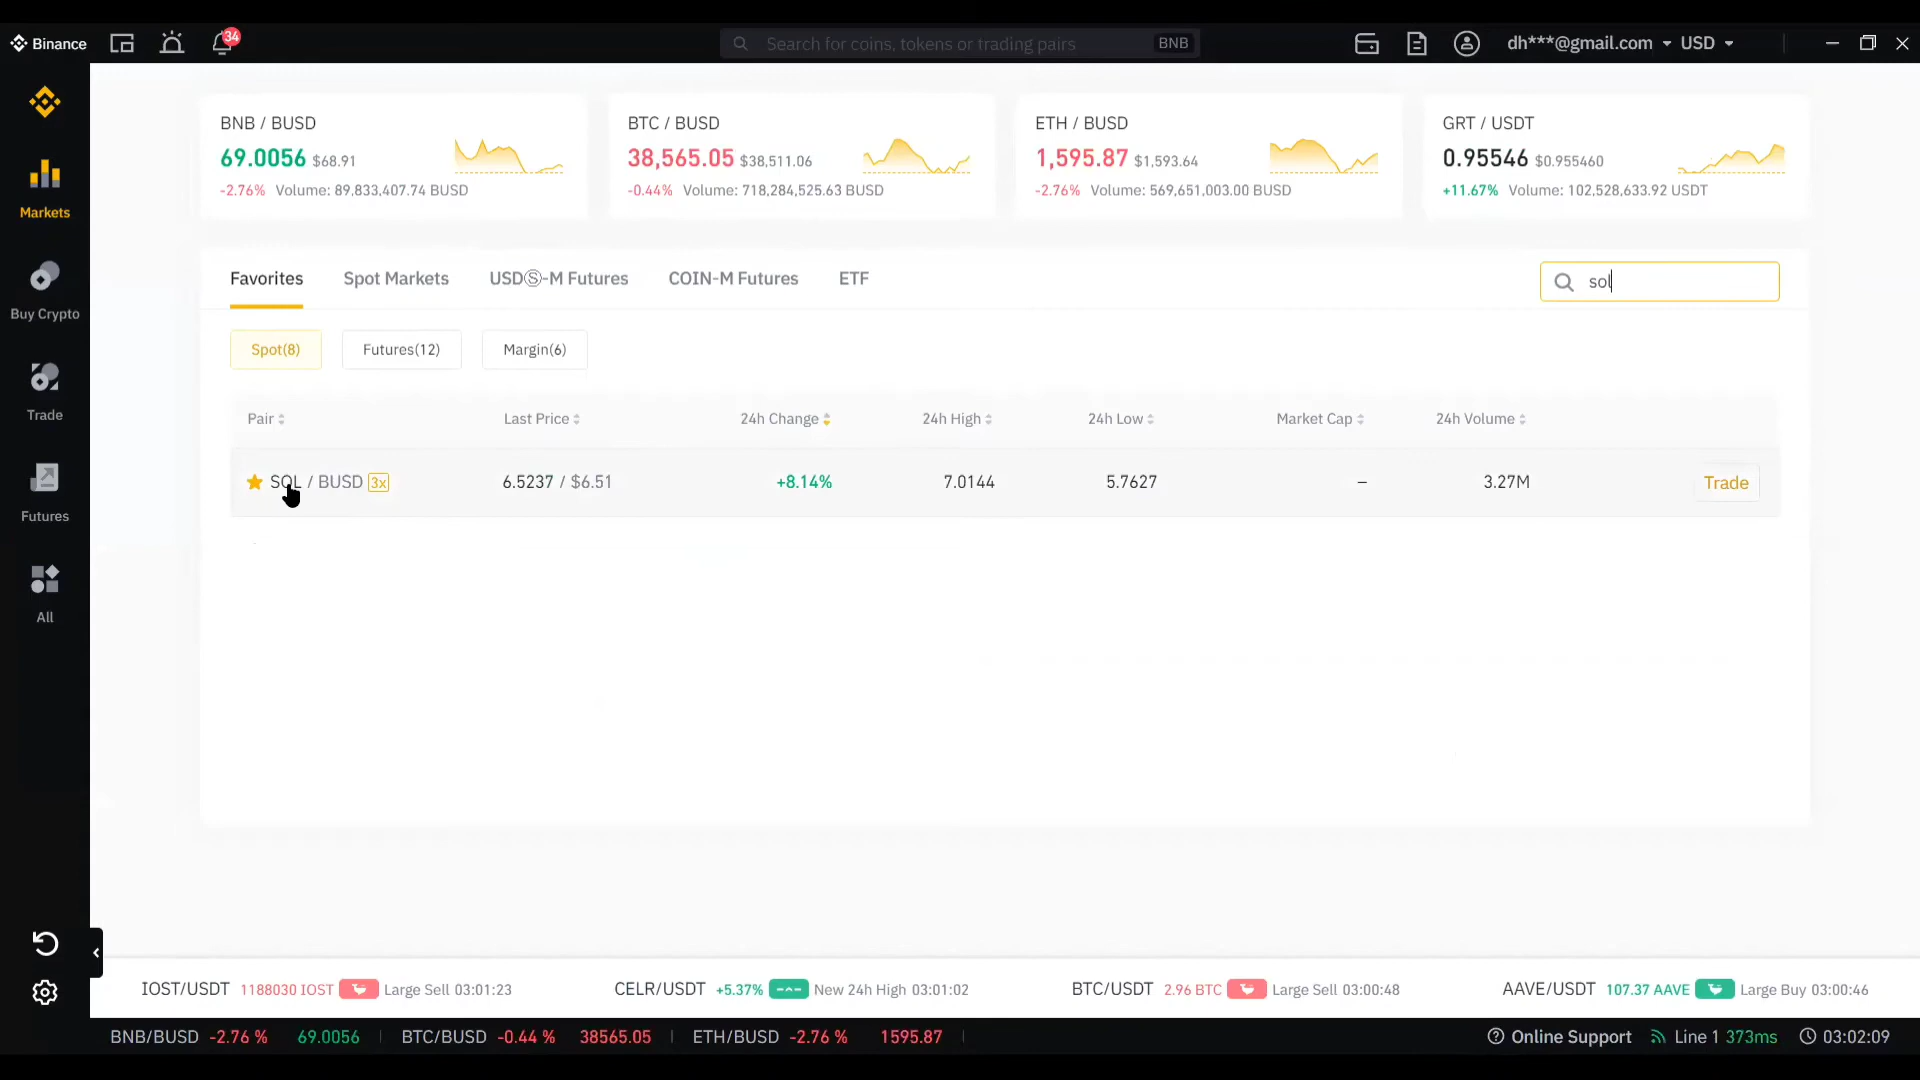 Binance 34 Search for coins, tokens or trading pairs BNB dh***@gmail.com USD
BNB / BUSD
69.0056 $68.91
-2.76% Volume: 89,833,407.74 BUSD
BTC / BUSD
38,565.05 $38,511.06
-0.44% Volume: 718,284,525.63 BUSD
ETH / BUSD
1,595.87 $1,593.64
-2.76% Volume: 569,651,003.00 BUSD
GRT / USDT
0.95546 $0.955460
+11.67% Volume: 102,528,633.92 USDT
Markets
Buy Crypto
Trade
Futures
All
Favorites Spot Markets USDⓈ-M Futures COIN-M Futures ETF sol
Spot(8) Futures(12) Margin(6)
Pair Last Price 24h Change 24h High 24h Low Market Cap 24h Volume
SOL / BUSD 3x 6.5237 / $6.51 +8.14% 7.0144 5.7627 – 3.27M Trade
IOST/USDT 1188030 IOST Large Sell 03:01:23 CELR/USDT +5.37% New 24h High 03:01:02 BTC/USDT 2.96 BTC Large Sell 03:00:48 AAVE/USDT 107.37 AAVE Large Buy 03:00:46
BNB/BUSD -2.76 % 69.0056 BTC/BUSD -0.44 % 38565.05 ETH/BUSD -2.76 % 1595.87 Online Support Line 1 373ms 03:02:09